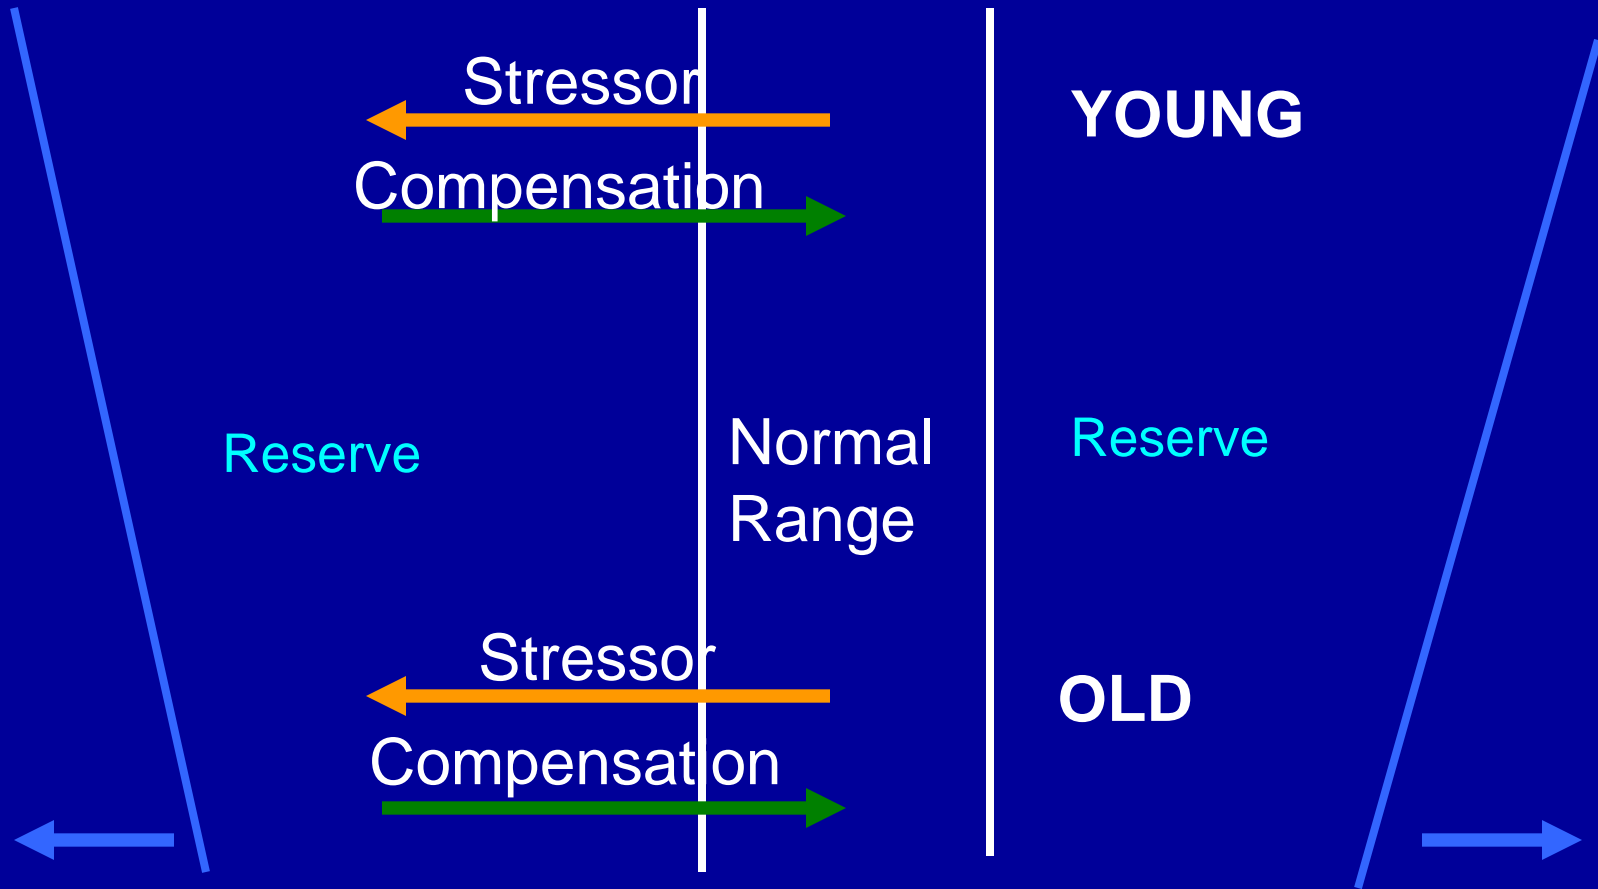 Stressor
YOUNG
Compensation
Reserve
Normal
Range
Reserve
Stressor
OLD
Compensation